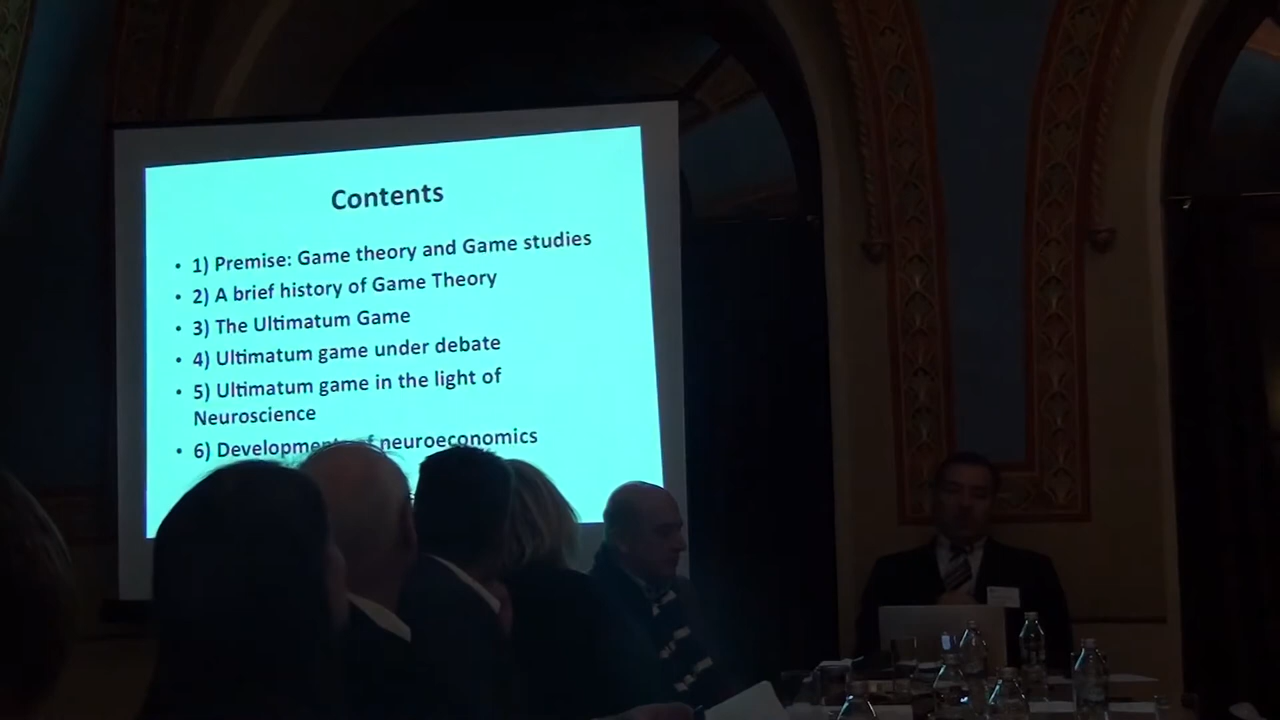 Contents
• 1) Premise: Game theory and Game studies
• 2) A brief history of Game Theory
• 3) The Ultimatum Game
• 4) Ultimatum game under debate
• 5) Ultimatum game in the light of
Neuroscience
• 6) neuroeconomics